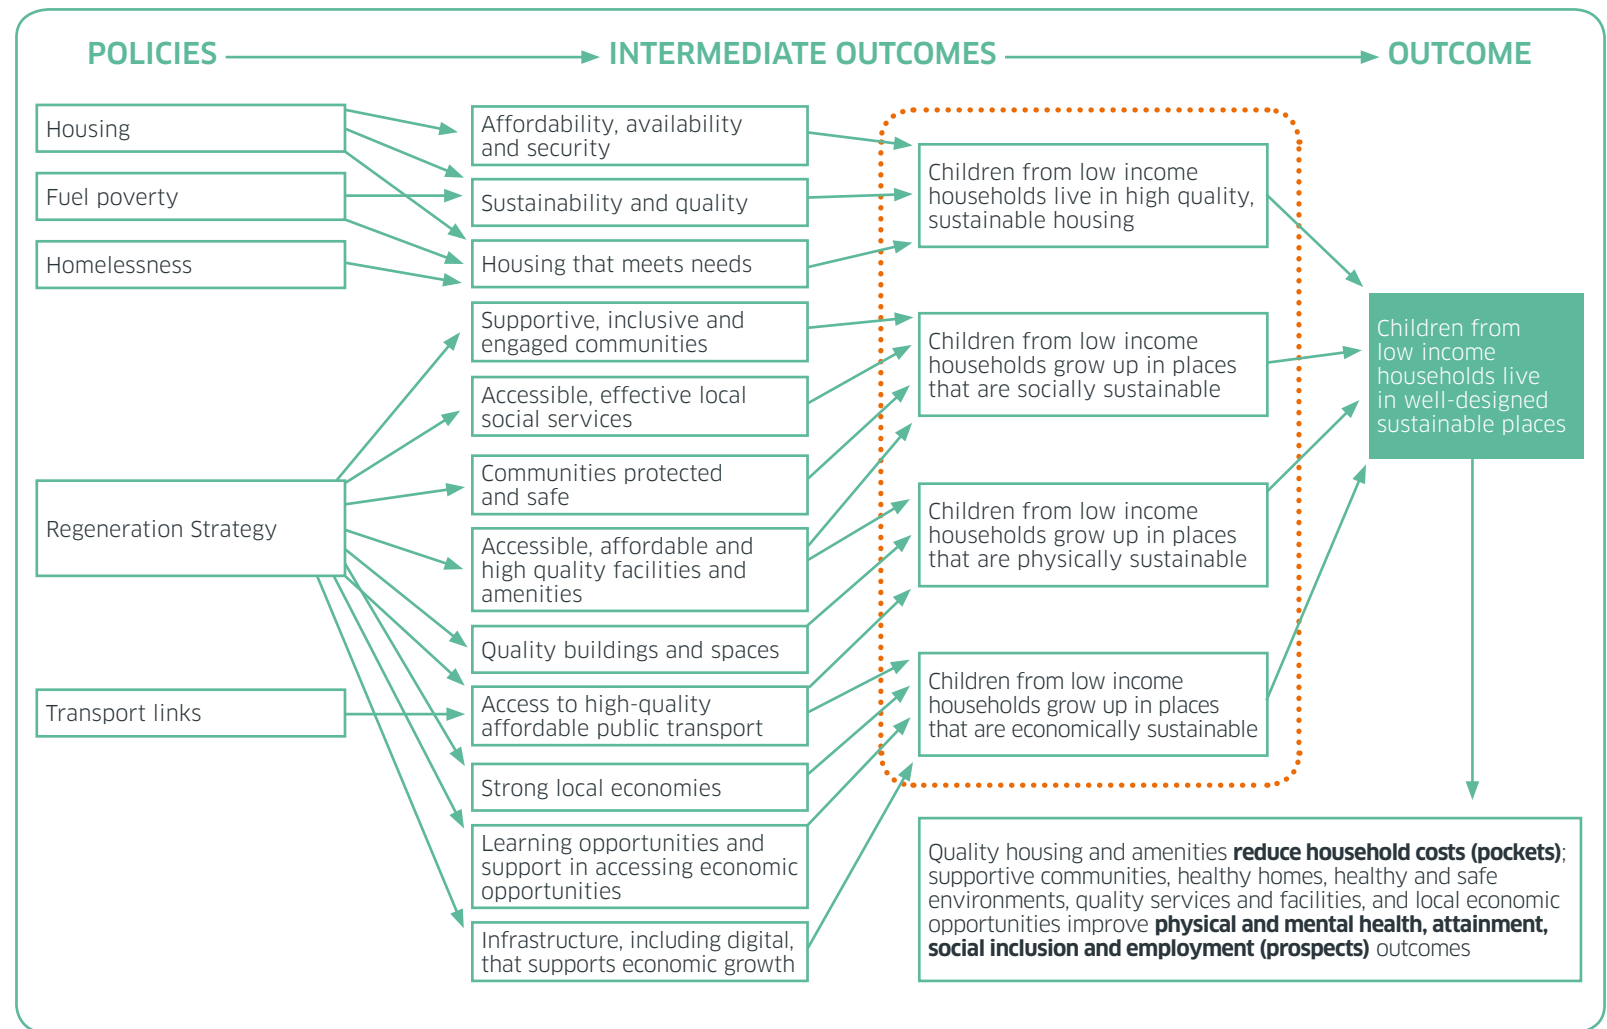 POLICIES
INTERMEDIATE OUTCOMES
OUTCOME
Housing
Fuel poverty
Homelessness
Regeneration Strategy
Transport links
Affordability, availability
and security
Sustainability and quality
Housing that meets needs
Supportive, inclusive and
engaged communities
Accessible, effective local
social services
Communities protected
and safe
Accessible, affordable and
high quality facilities and
amenities
Quality buildings and spaces
Access to high-quality
affordable public transport
Strong local economies
Learning opportunities and
support in accessing economic
opportunities
Infrastructure, including digital,
that supports economic growth
Children from low income
households live in high quality,
sustainable housing
Children from low income
households grow up in places
that are socially sustainable
Children from low income
households grow up in places
that are physically sustainable
Children from low income
households grow up in places
that are economically sustainable
Children from
low income
households live
in well-designed
sustainable places
Quality housing and amenities reduce household costs (pockets);
supportive communities, healthy homes, healthy and safe
environments, quality services and facilities, and local economic
opportunities improve physical and mental health, attainment,
social inclusion and employment (prospects) outcomes